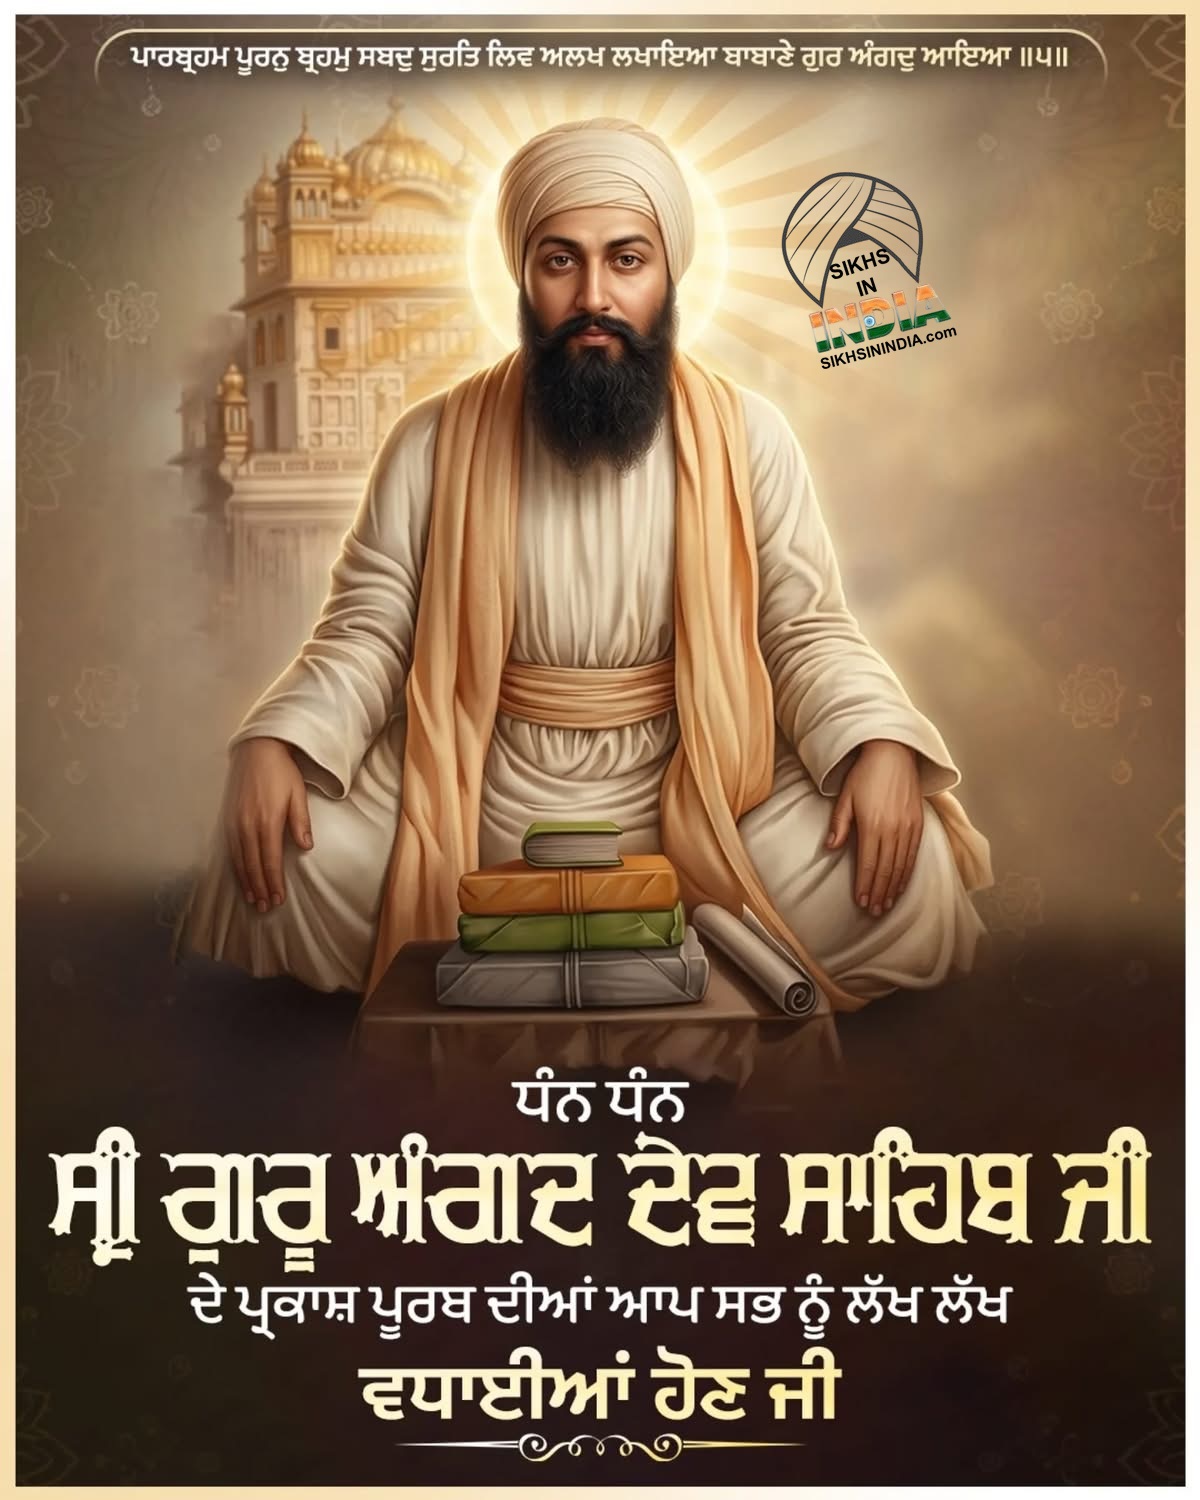 ਪਾਰਬ੍ਰਹਮ ਪੂਰਨੁ ਬ੍ਰਹਮੁ ਸਬਦੁ ਸੁਰਤਿ ਲਿਵ ਅਲਖ ਲਖਾਇਆ ਬਾਬਾਣੇ ਗੁਰ ਅੰਗਦੁ ਆਇਆ ॥੫॥
SIKHS
IN
INDIA
SIKHSININDIA.com
ਧੰਨ ਧੰਨ
ਸ੍ਰੀ ਗੁਰੂ ਅੰਗਦ ਦੇਵ ਸਾਹਿਬ ਜੀ
ਦੇ ਪ੍ਰਕਾਸ਼ ਪੂਰਬ ਦੀਆਂ ਆਪ ਸਭ ਨੂੰ ਲੱਖ ਲੱਖ
ਵਧਾਈਆਂ ਹੋਣ ਜੀ